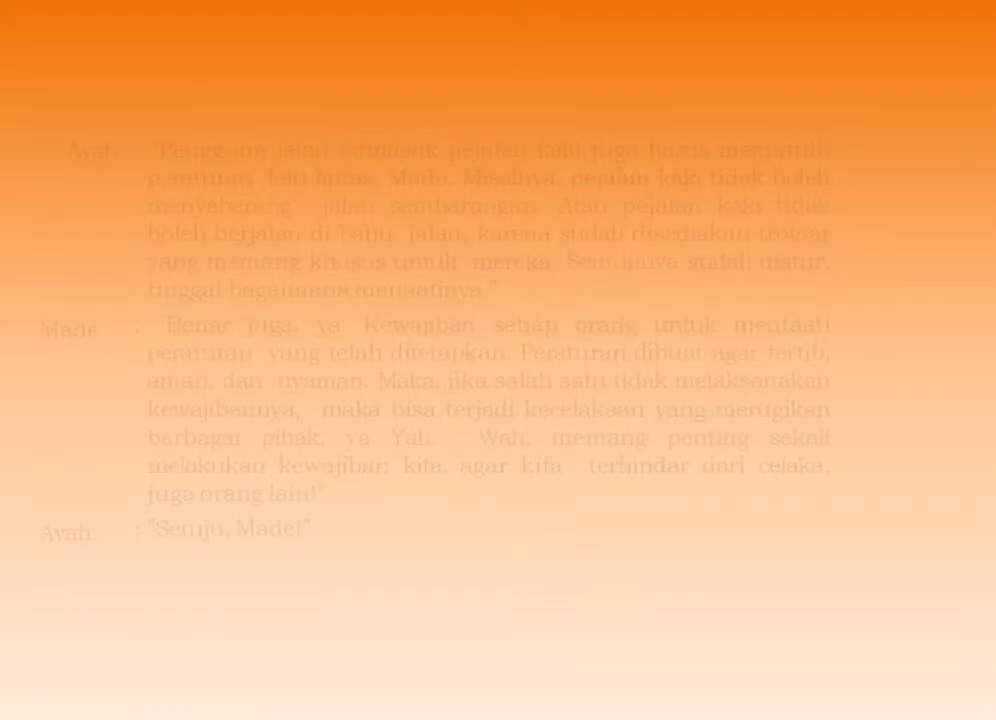 Ayah "Pengguna jalan termasuk pejalan kaki juga harus mematuhi
peraturan lalu lintas, Made. Misalnya, pejalan kaki tidak boleh
menyeberang jalan sembarangan. Atau pejalan kaki tidak
boleh berjalan di bahu jalan, karena sudah disediakan trotoar
yang memang khusus untuk mereka. Semuanya sudah diatur,
tinggal bagaimana menaatinya."
Made : "Benar juga, ya. Kewajiban setiap orang untuk mentaati
peraturan yang telah ditetapkan. Peraturan dibuat agar tertib,
aman, dan nyaman. Maka, jika salah satu tidak melaksanakan
kewajibannya, maka bisa terjadi kecelakaan yang merugikan
berbagai pihak, ya Yah. Wah, memang penting sekali
melakukan kewajiban kita, agar kita terhindar dari celaka,
juga orang lain!"
Ayah : "Setuju, Made!"